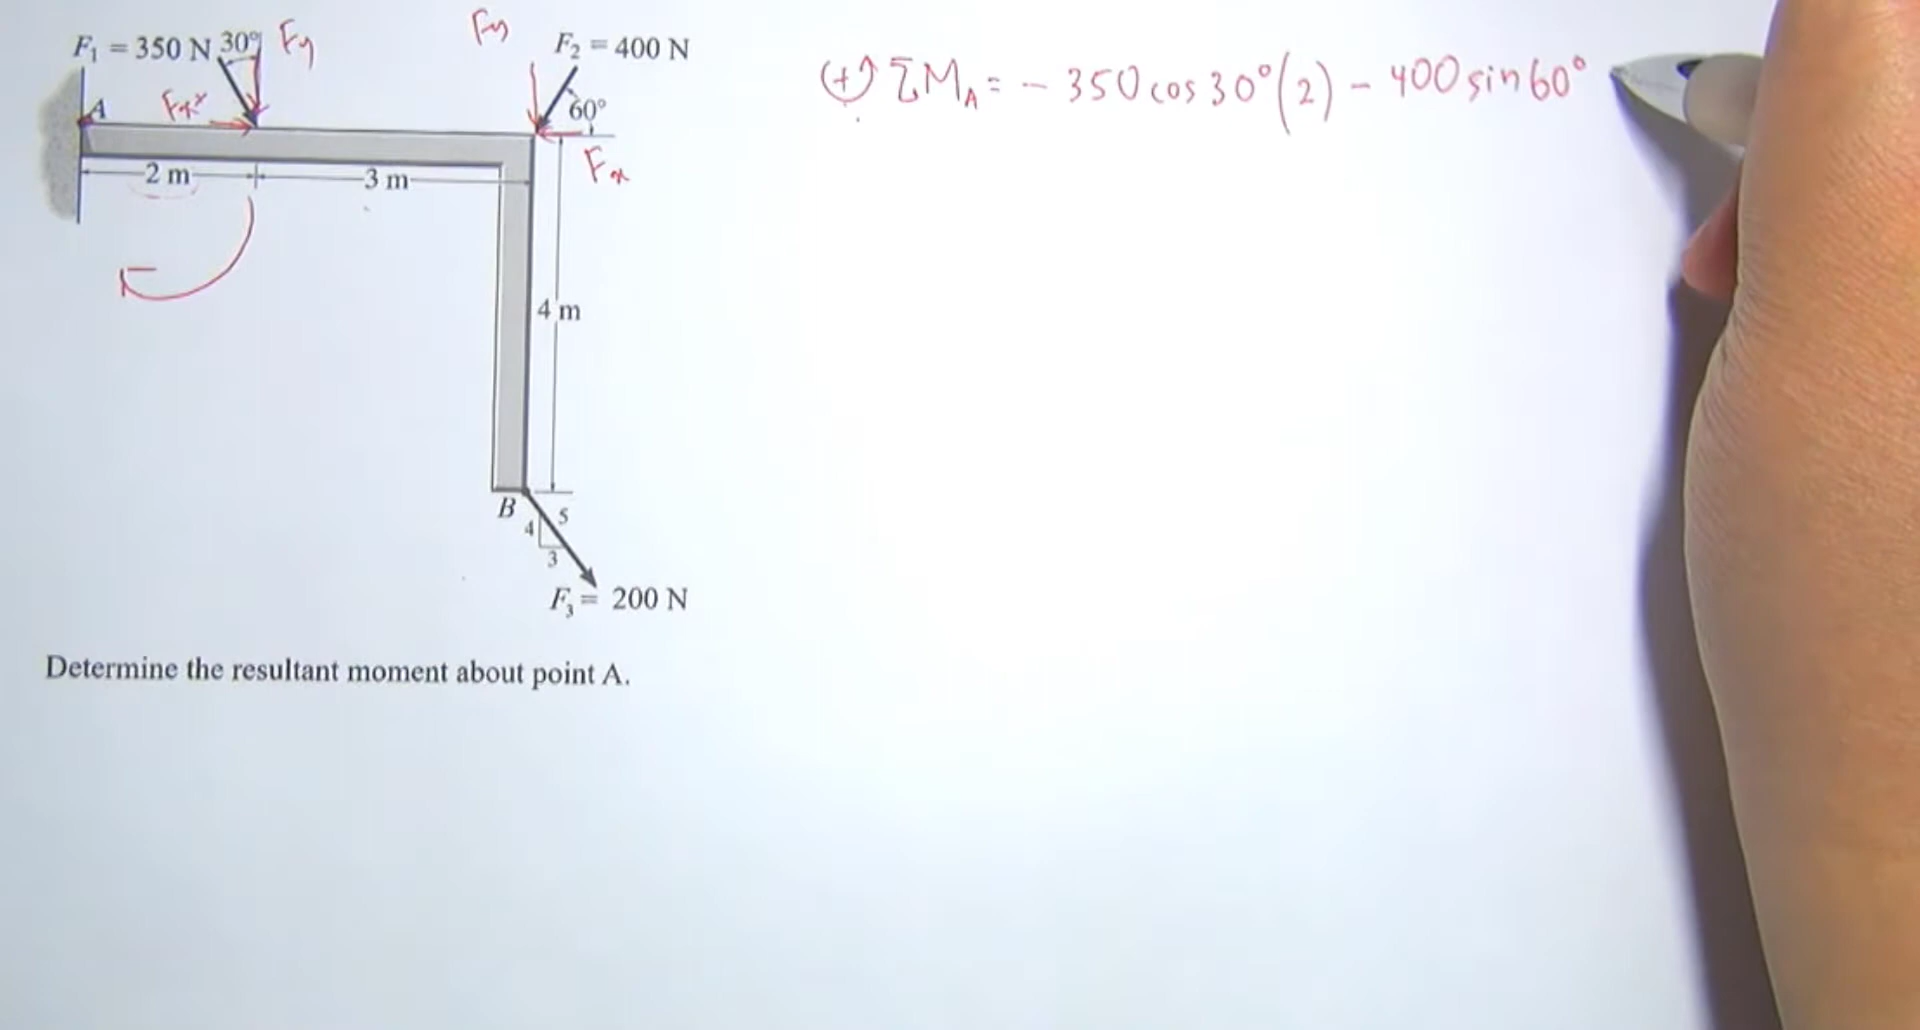 F₁ = 350 N 30° Fy
Fy F₂ = 400 N
A Fx 60°
Fx
2 m 3 m
4 m
B
4 5
3
F₃ = 200 N
Determine the resultant moment about point A.
(+) ΣM_A = - 350 cos 30° (2) - 400 sin 60°